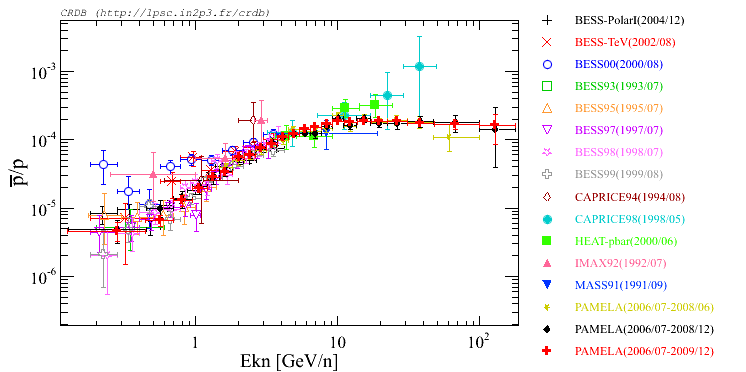 CRDB (http://lpsc.in2p3.fr/crdb)
p̅/p
10⁻³
10⁻⁴
10⁻⁵
10⁻⁶
1
10
10²
Ekn [GeV/n]
BESS-PolarI(2004/12)
BESS-TeV(2002/08)
BESS00(2000/08)
BESS93(1993/07)
BESS95(1995/07)
BESS97(1997/07)
BESS98(1998/07)
BESS99(1999/08)
CAPRICE94(1994/08)
CAPRICE98(1998/05)
HEAT-pbar(2000/06)
IMAX92(1992/07)
MASS91(1991/09)
PAMELA(2006/07-2008/06)
PAMELA(2006/07-2008/12)
PAMELA(2006/07-2009/12)